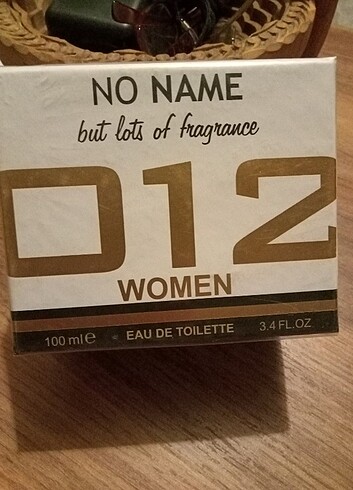 NO NAME
but lots of fragrance
012
WOMEN
100 ml e EAU DE TOILETTE 3.4 FL.OZ